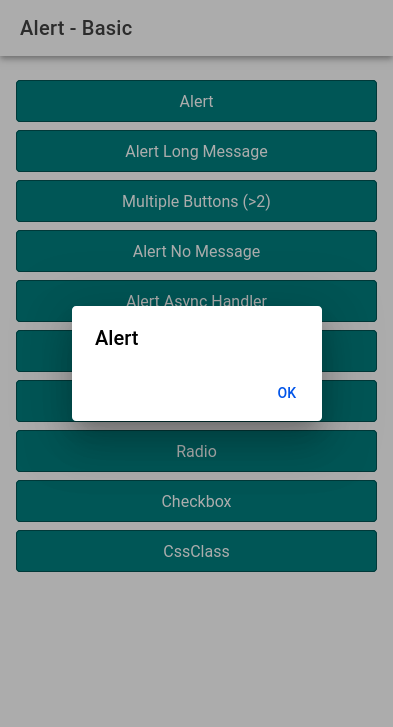 Alert - Basic
Alert
Alert Long Message
Multiple Buttons (>2)
Alert No Message
Alert Async Handler
Alert
OK
Radio
Checkbox
CssClass